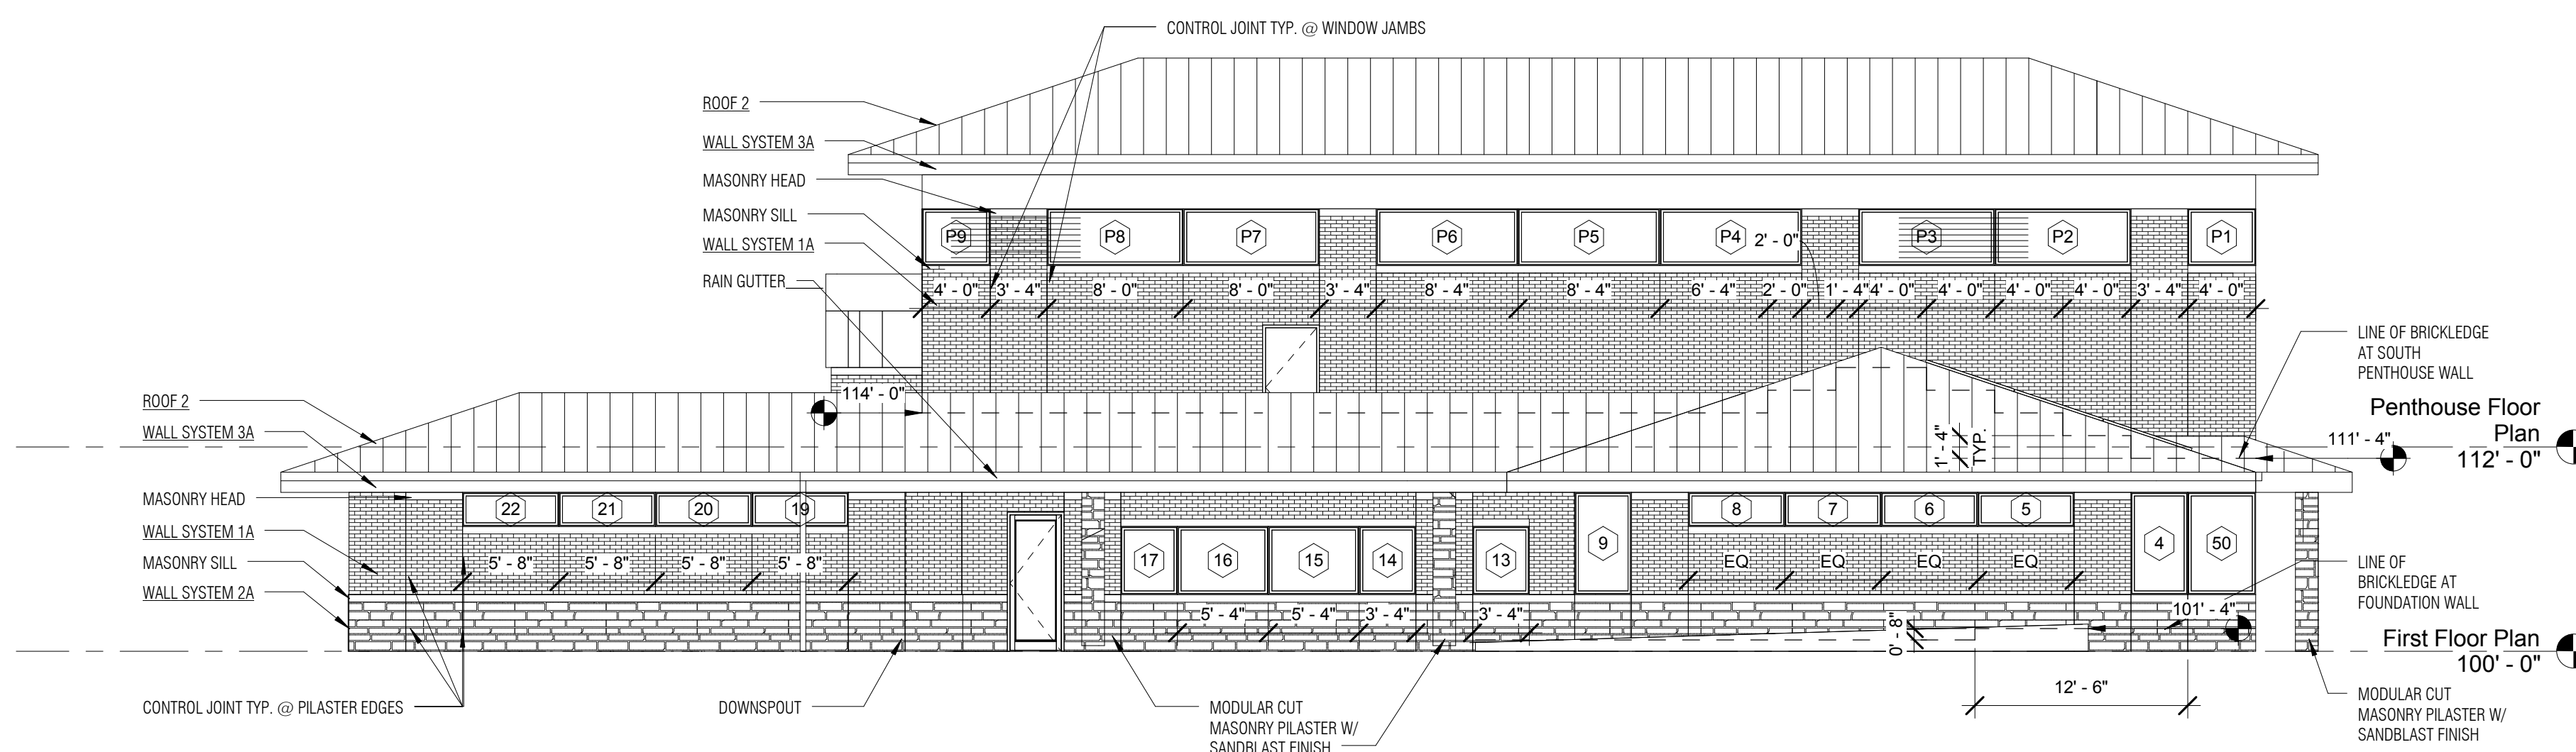 CONTROL JOINT TYP. @ WINDOW JAMBS
ROOF 2
WALL SYSTEM 3A
MASONRY HEAD
MASONRY SILL
WALL SYSTEM 1A
RAIN GUTTER
P9
P8
P7
P6
P5
P4
2' - 0"
P3
P2
P1
4' - 0"
3' - 4"
8' - 0"
8' - 0"
3' - 4"
8' - 4"
8' - 4"
6' - 4"
2' - 0"
1' - 4"
4' - 0"
4' - 0"
4' - 0"
4' - 0"
3' - 4"
4' - 0"
LINE OF BRICKLEDGE
AT SOUTH
PENTHOUSE WALL
114' - 0"
Penthouse Floor
Plan
112' - 0"
111' - 4"
1' - 4"
TYP.
ROOF 2
WALL SYSTEM 3A
MASONRY HEAD
WALL SYSTEM 1A
MASONRY SILL
WALL SYSTEM 2A
22
21
20
19
5' - 8"
5' - 8"
5' - 8"
5' - 8"
17
16
15
14
13
9
8
7
6
5
4
50
EQ
EQ
EQ
EQ
5' - 4"
5' - 4"
3' - 4"
3' - 4"
0' - 8"
101' - 4"
LINE OF
BRICKLEDGE AT
FOUNDATION WALL
First Floor Plan
100' - 0"
12' - 6"
CONTROL JOINT TYP. @ PILASTER EDGES
DOWNSPOUT
MODULAR CUT
MASONRY PILASTER W/
SANDBLAST FINISH
MODULAR CUT
MASONRY PILASTER W/
SANDBLAST FINISH